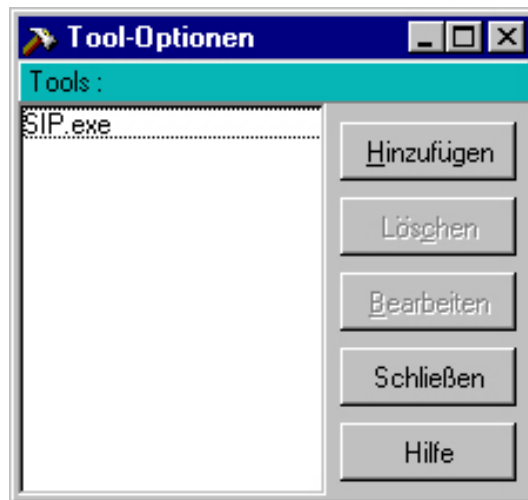 Tool-Optionen
Tools :
SIP.exe
Hinzufügen
Löschen
Bearbeiten
Schließen
Hilfe